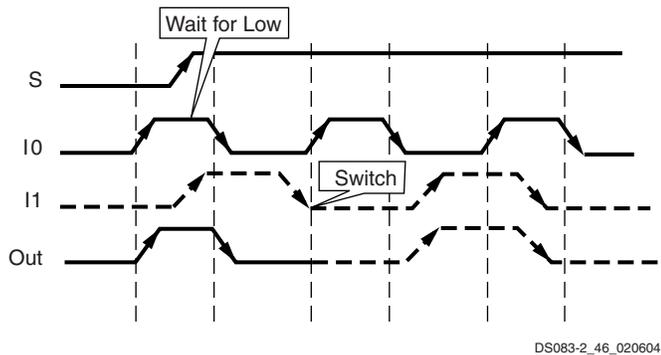 Wait for Low
S
I0
I1
Switch
Out
DS083-2_46_020604